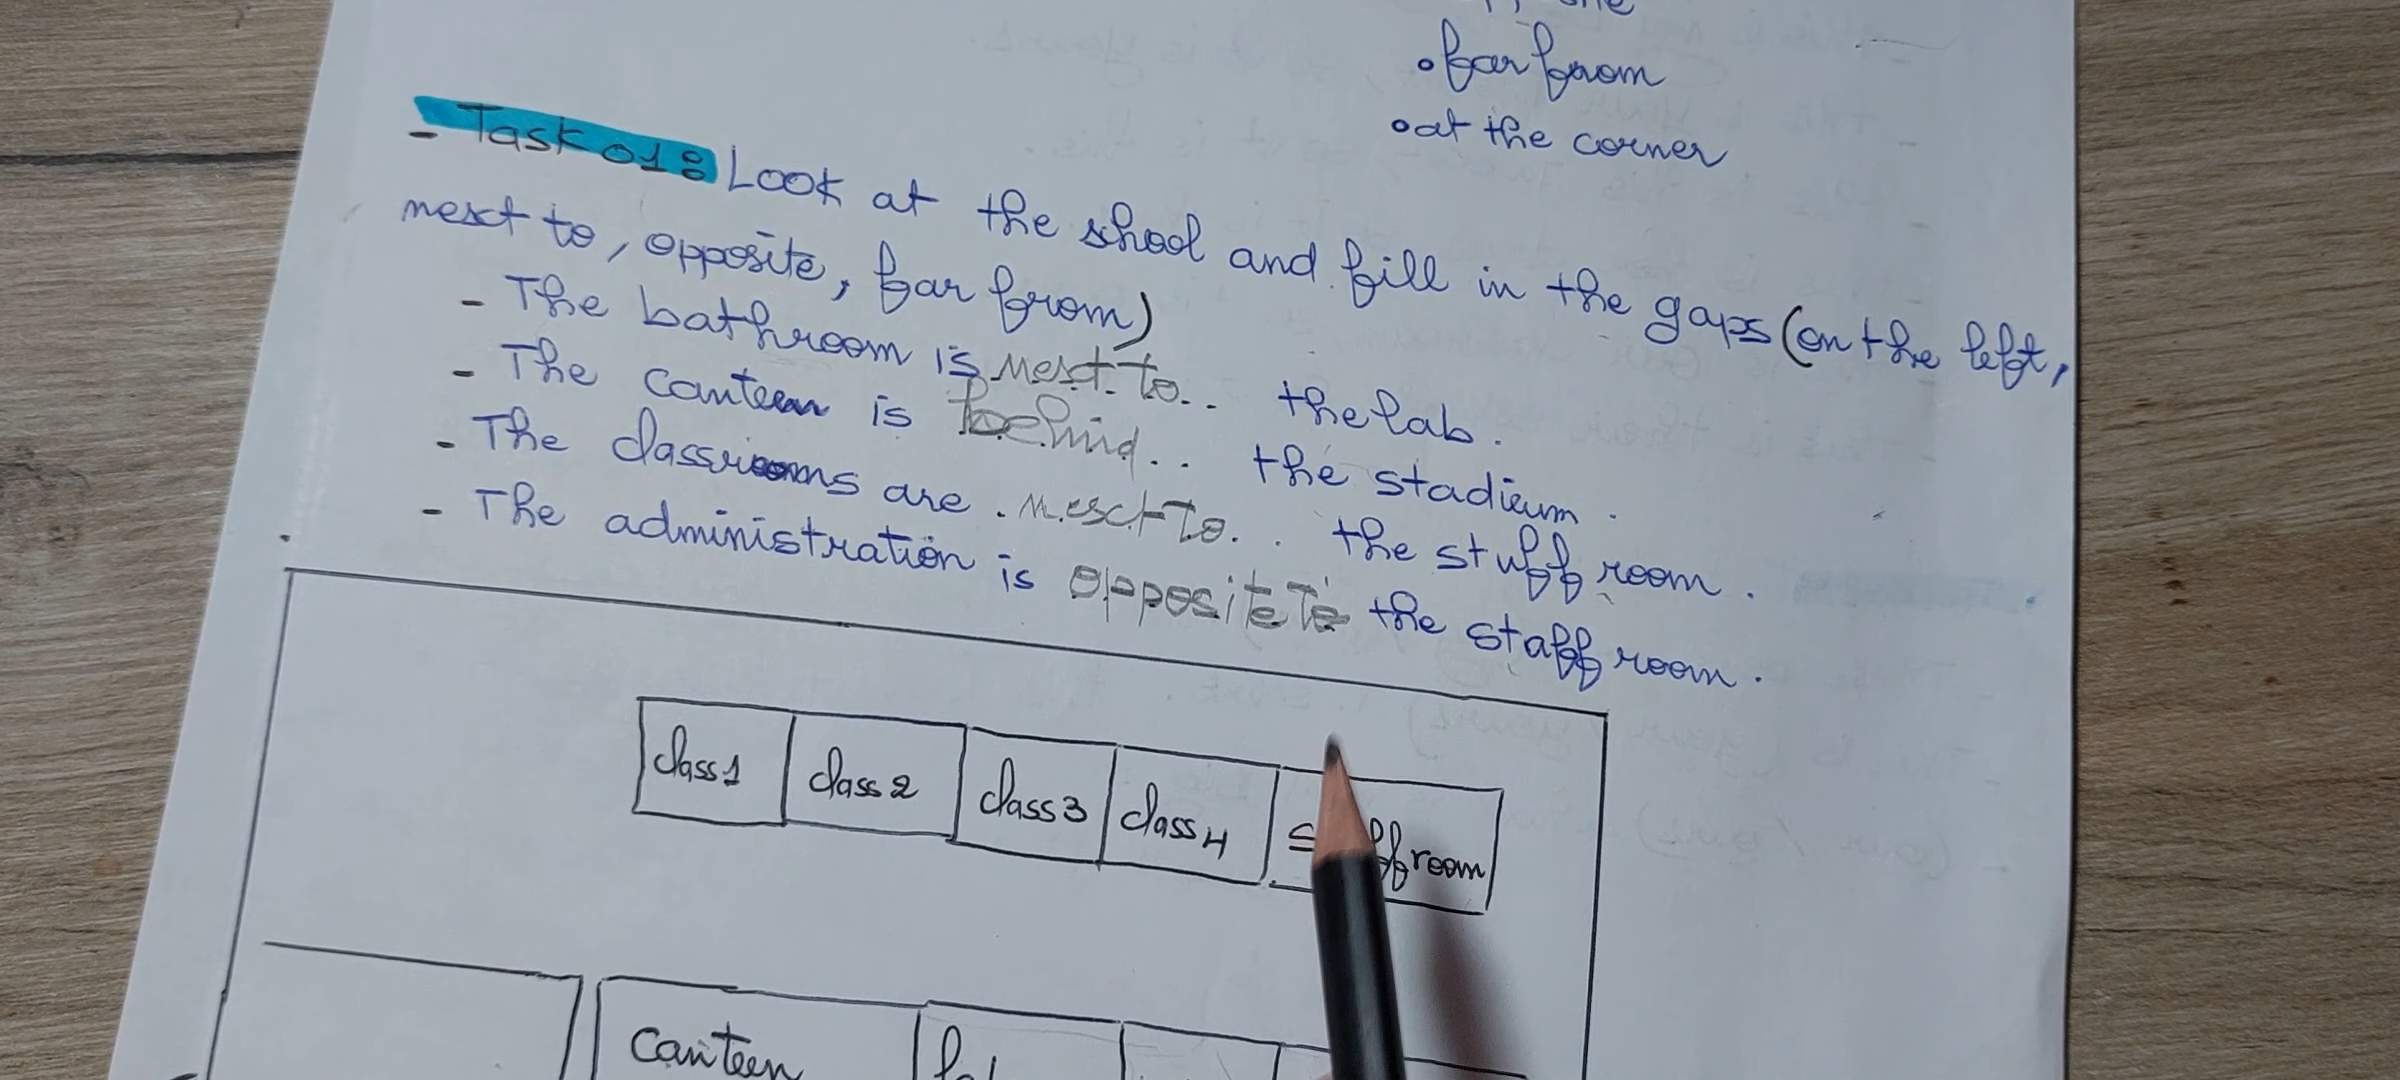 far from
at the corner
- Task 018 Look at the shool and fill in the gaps (on the left,
next to, opposite, far from)
- The bathroom is next to.. the lab.
- The canteen is behind.. the stadium.
- The classrooms are . next to. . the stuff room.
- The administration is opposite to the staff room.
class 1
class 2
class 3
class 4
room
canteen